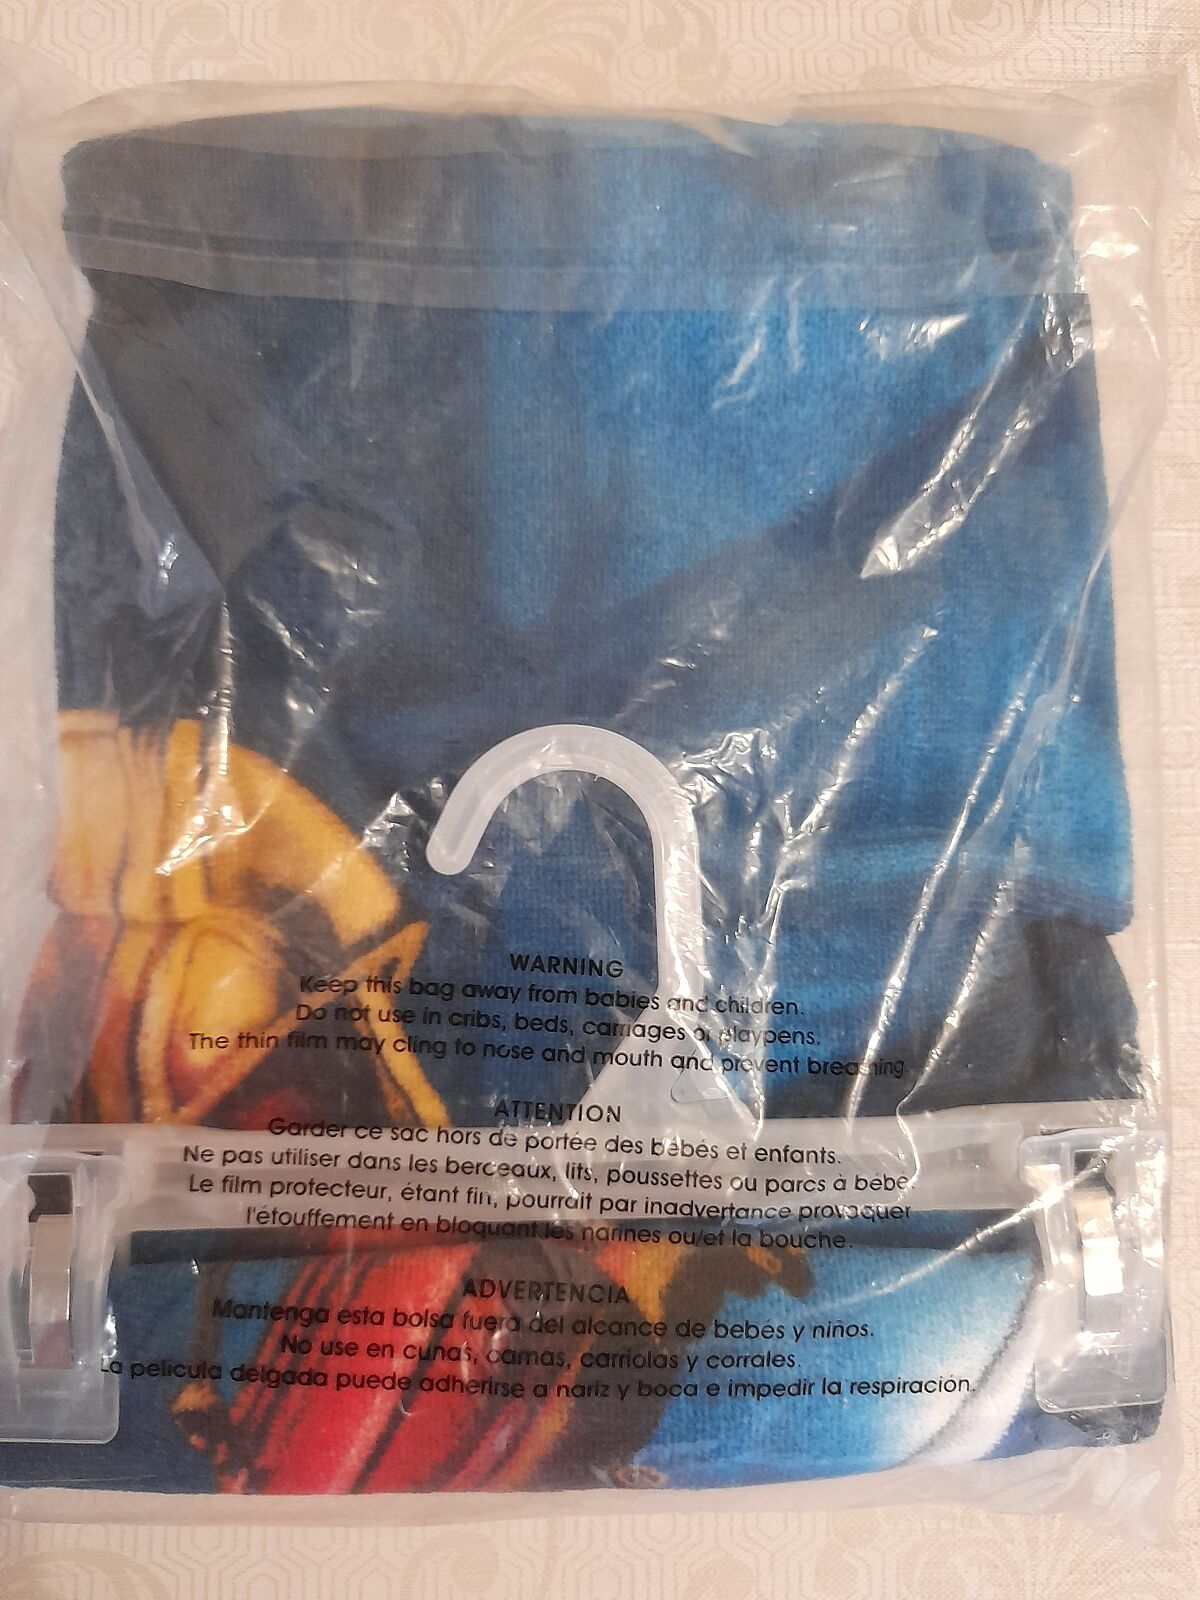 WARNING
Keep this bag away from babies and children.
Do not use in cribs, beds, carriages or playpens.
The thin film may cling to nose and mouth and prevent breathing
ATTENTION
Garder ce sac hors de portée des bébés et enfants.
Ne pas utiliser dans les berceaux, lits, poussettes ou parcs à bébé.
Le film protecteur, étant fin, pourrait par inadvertance provoquer
l'étouffement en bloquant les narines ou/et la bouche.
ADVERTENCIA
Mantenga esta bolsa fuera del alcance de bebés y niños.
No use en cunas, camas, carriolas y corrales.
La película delgada puede adherirse a nariz y boca e impedir la respiración.